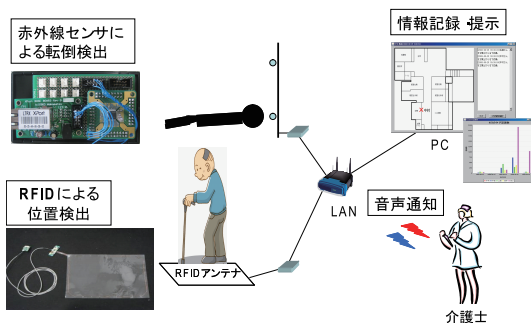 赤外線センサに
よる転倒検出
情報記録・提示
PC
LAN
RFIDによる
位置検出
RFIDアンテナ
音声通知
介護士